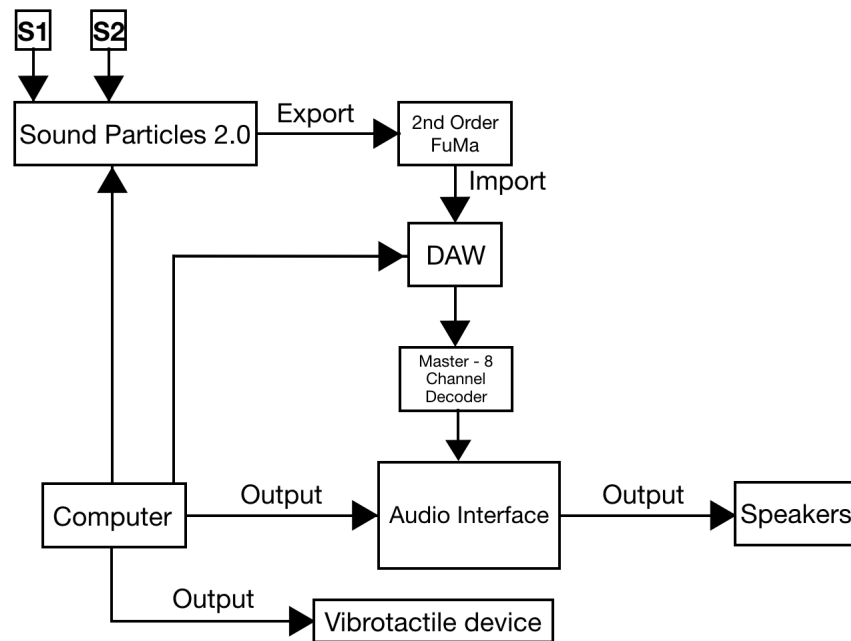 S1
S2
Sound Particles 2.0
Export
2nd Order
FuMa
Import
DAW
Master - 8
Channel
Decoder
Computer
Output
Audio Interface
Output
Speakers
Output
Vibrotactile device